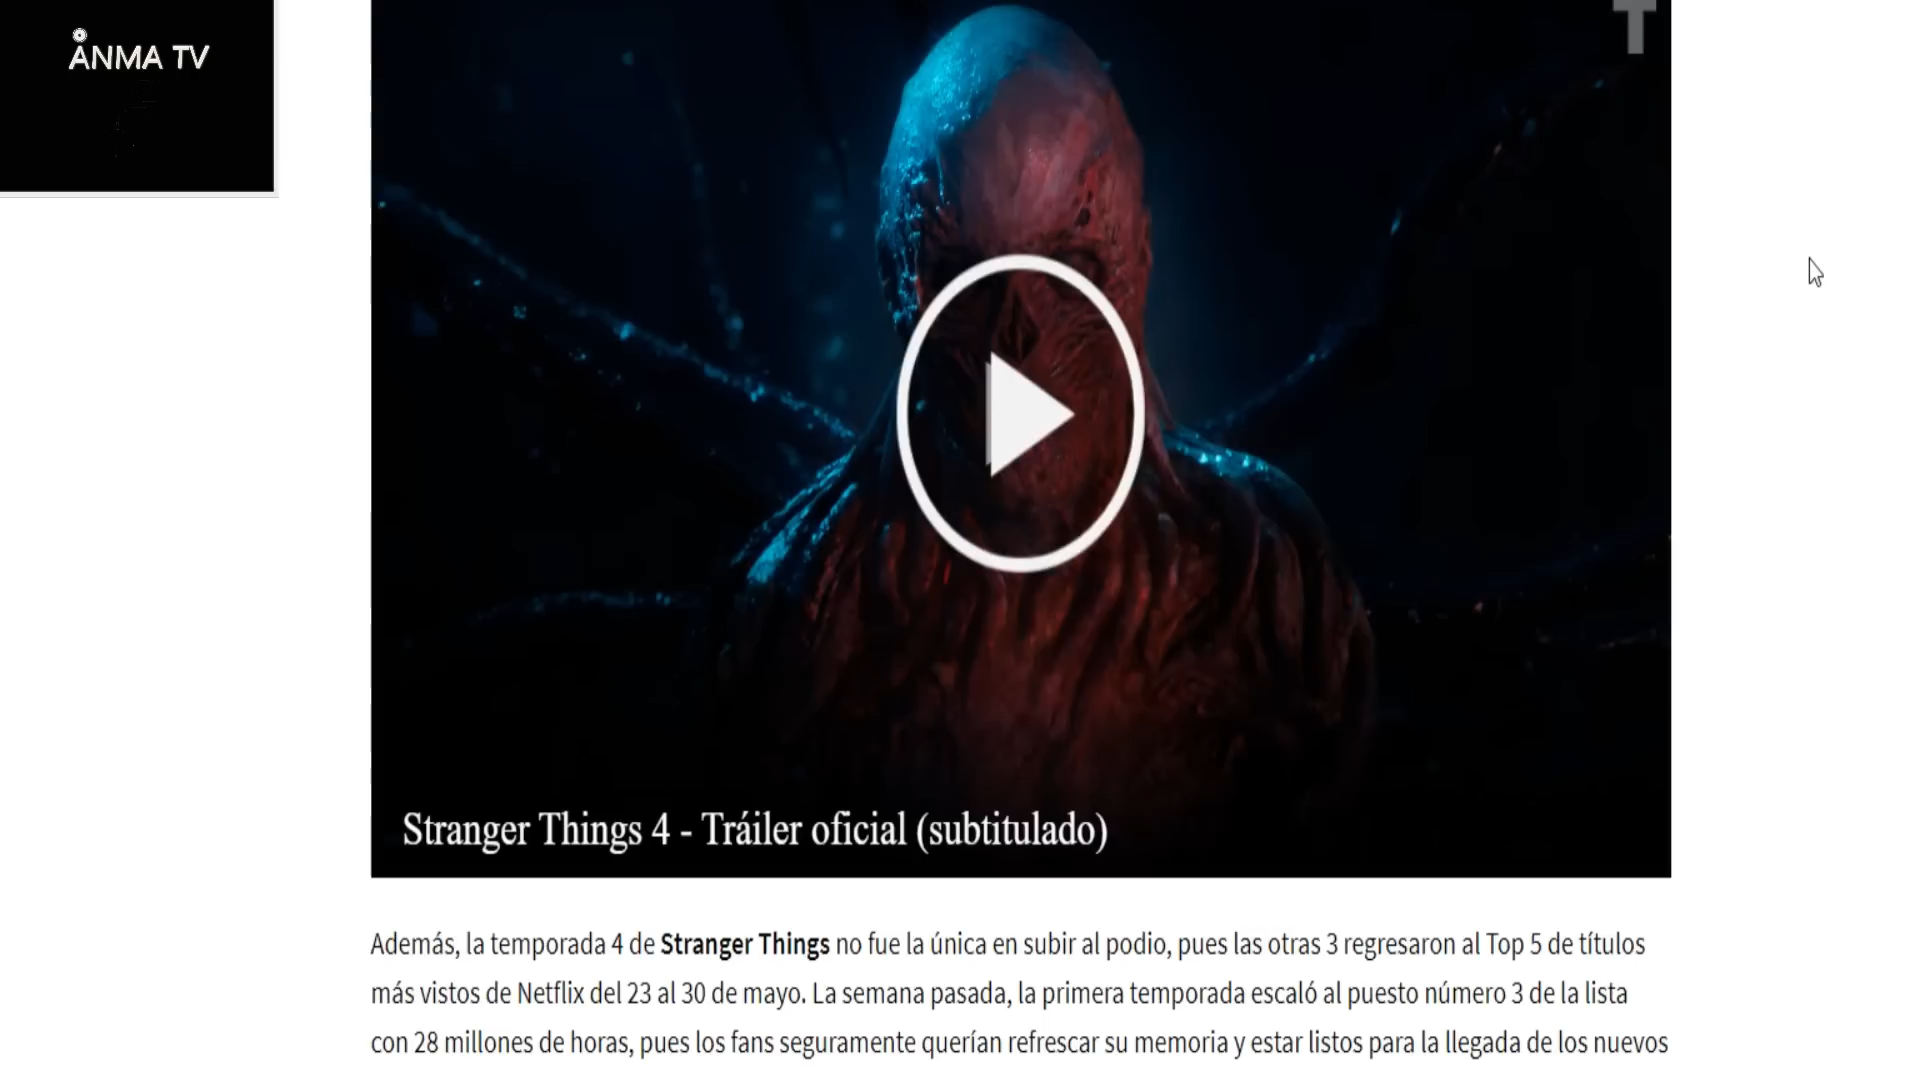 ANMA TV
T
Stranger Things 4 - Tráiler oficial (subtitulado)
Además, la temporada 4 de Stranger Things no fue la única en subir al podio, pues las otras 3 regresaron al Top 5 de títulos
más vistos de Netflix del 23 al 30 de mayo. La semana pasada, la primera temporada escaló al puesto número 3 de la lista
con 28 millones de horas, pues los fans seguramente querían refrescar su memoria y estar listos para la llegada de los nuevos